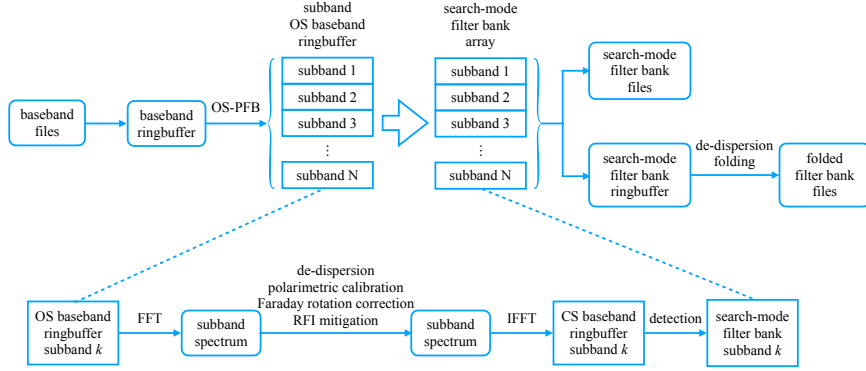 subband
OS baseband
ringbuffer
search-mode
filter bank
array
subband 1
subband 2
subband 3
⋮
subband N
subband 1
subband 2
subband 3
⋮
subband N
baseband
files
baseband
ringbuffer
OS-PFB
search-mode
filter bank
files
search-mode
filter bank
ringbuffer
de-dispersion
folding
folded
filter bank
files
OS baseband
ringbuffer
subband k
FFT
subband
spectrum
de-dispersion
polarimetric calibration
Faraday rotation correction
RFI mitigation
subband
spectrum
IFFT
CS baseband
ringbuffer
subband k
detection
search-mode
filter bank
subband k